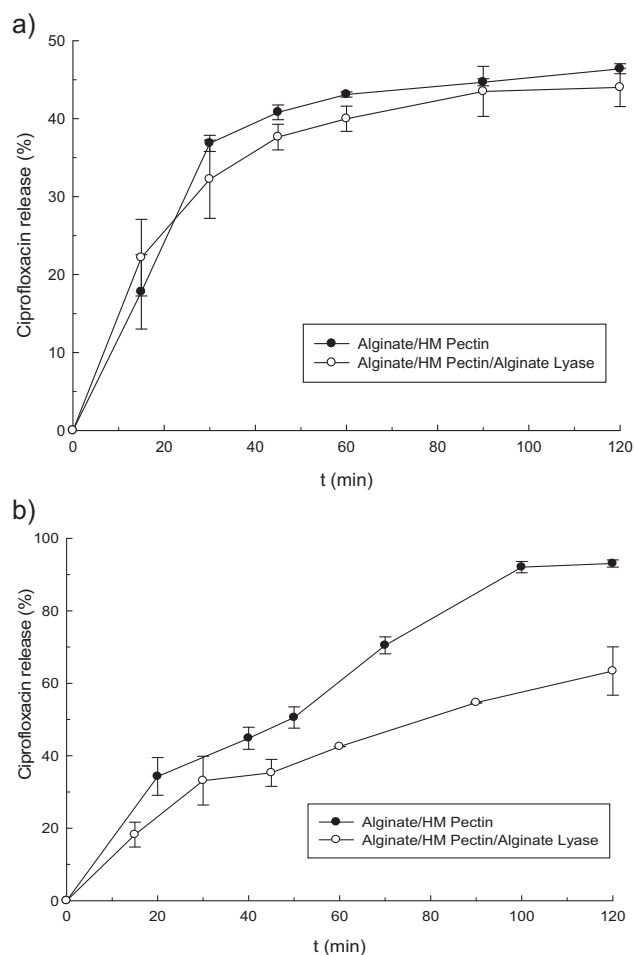 a)
50
40
30
20
10
0
Ciprofloxacin release (%)
Alginate/HM Pectin
Alginate/HM Pectin/Alginate Lyase
0 20 40 60 80 100 120
t (min)
b)
100
80
60
40
20
0
Ciprofloxacin release (%)
Alginate/HM Pectin
Alginate/HM Pectin/Alginate Lyase
0 20 40 60 80 100 120
t (min)